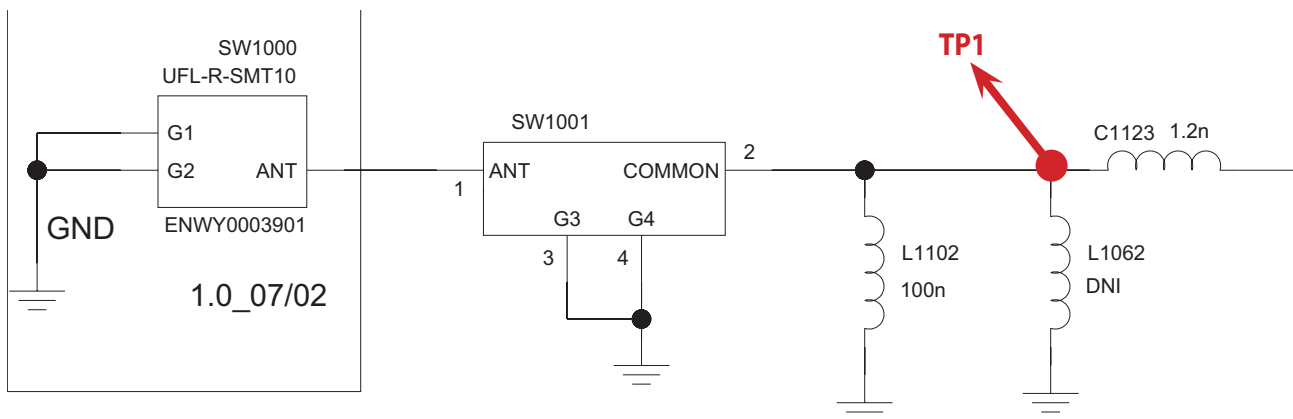 SW1000
UFL-R-SMT10
G1
G2 ANT
ENWY0003901
GND
1.0_07/02
SW1001
1 ANT COMMON 2
G3 G4
3 4
TP1
C1123 1.2n
L1102
100n
L1062
DNI